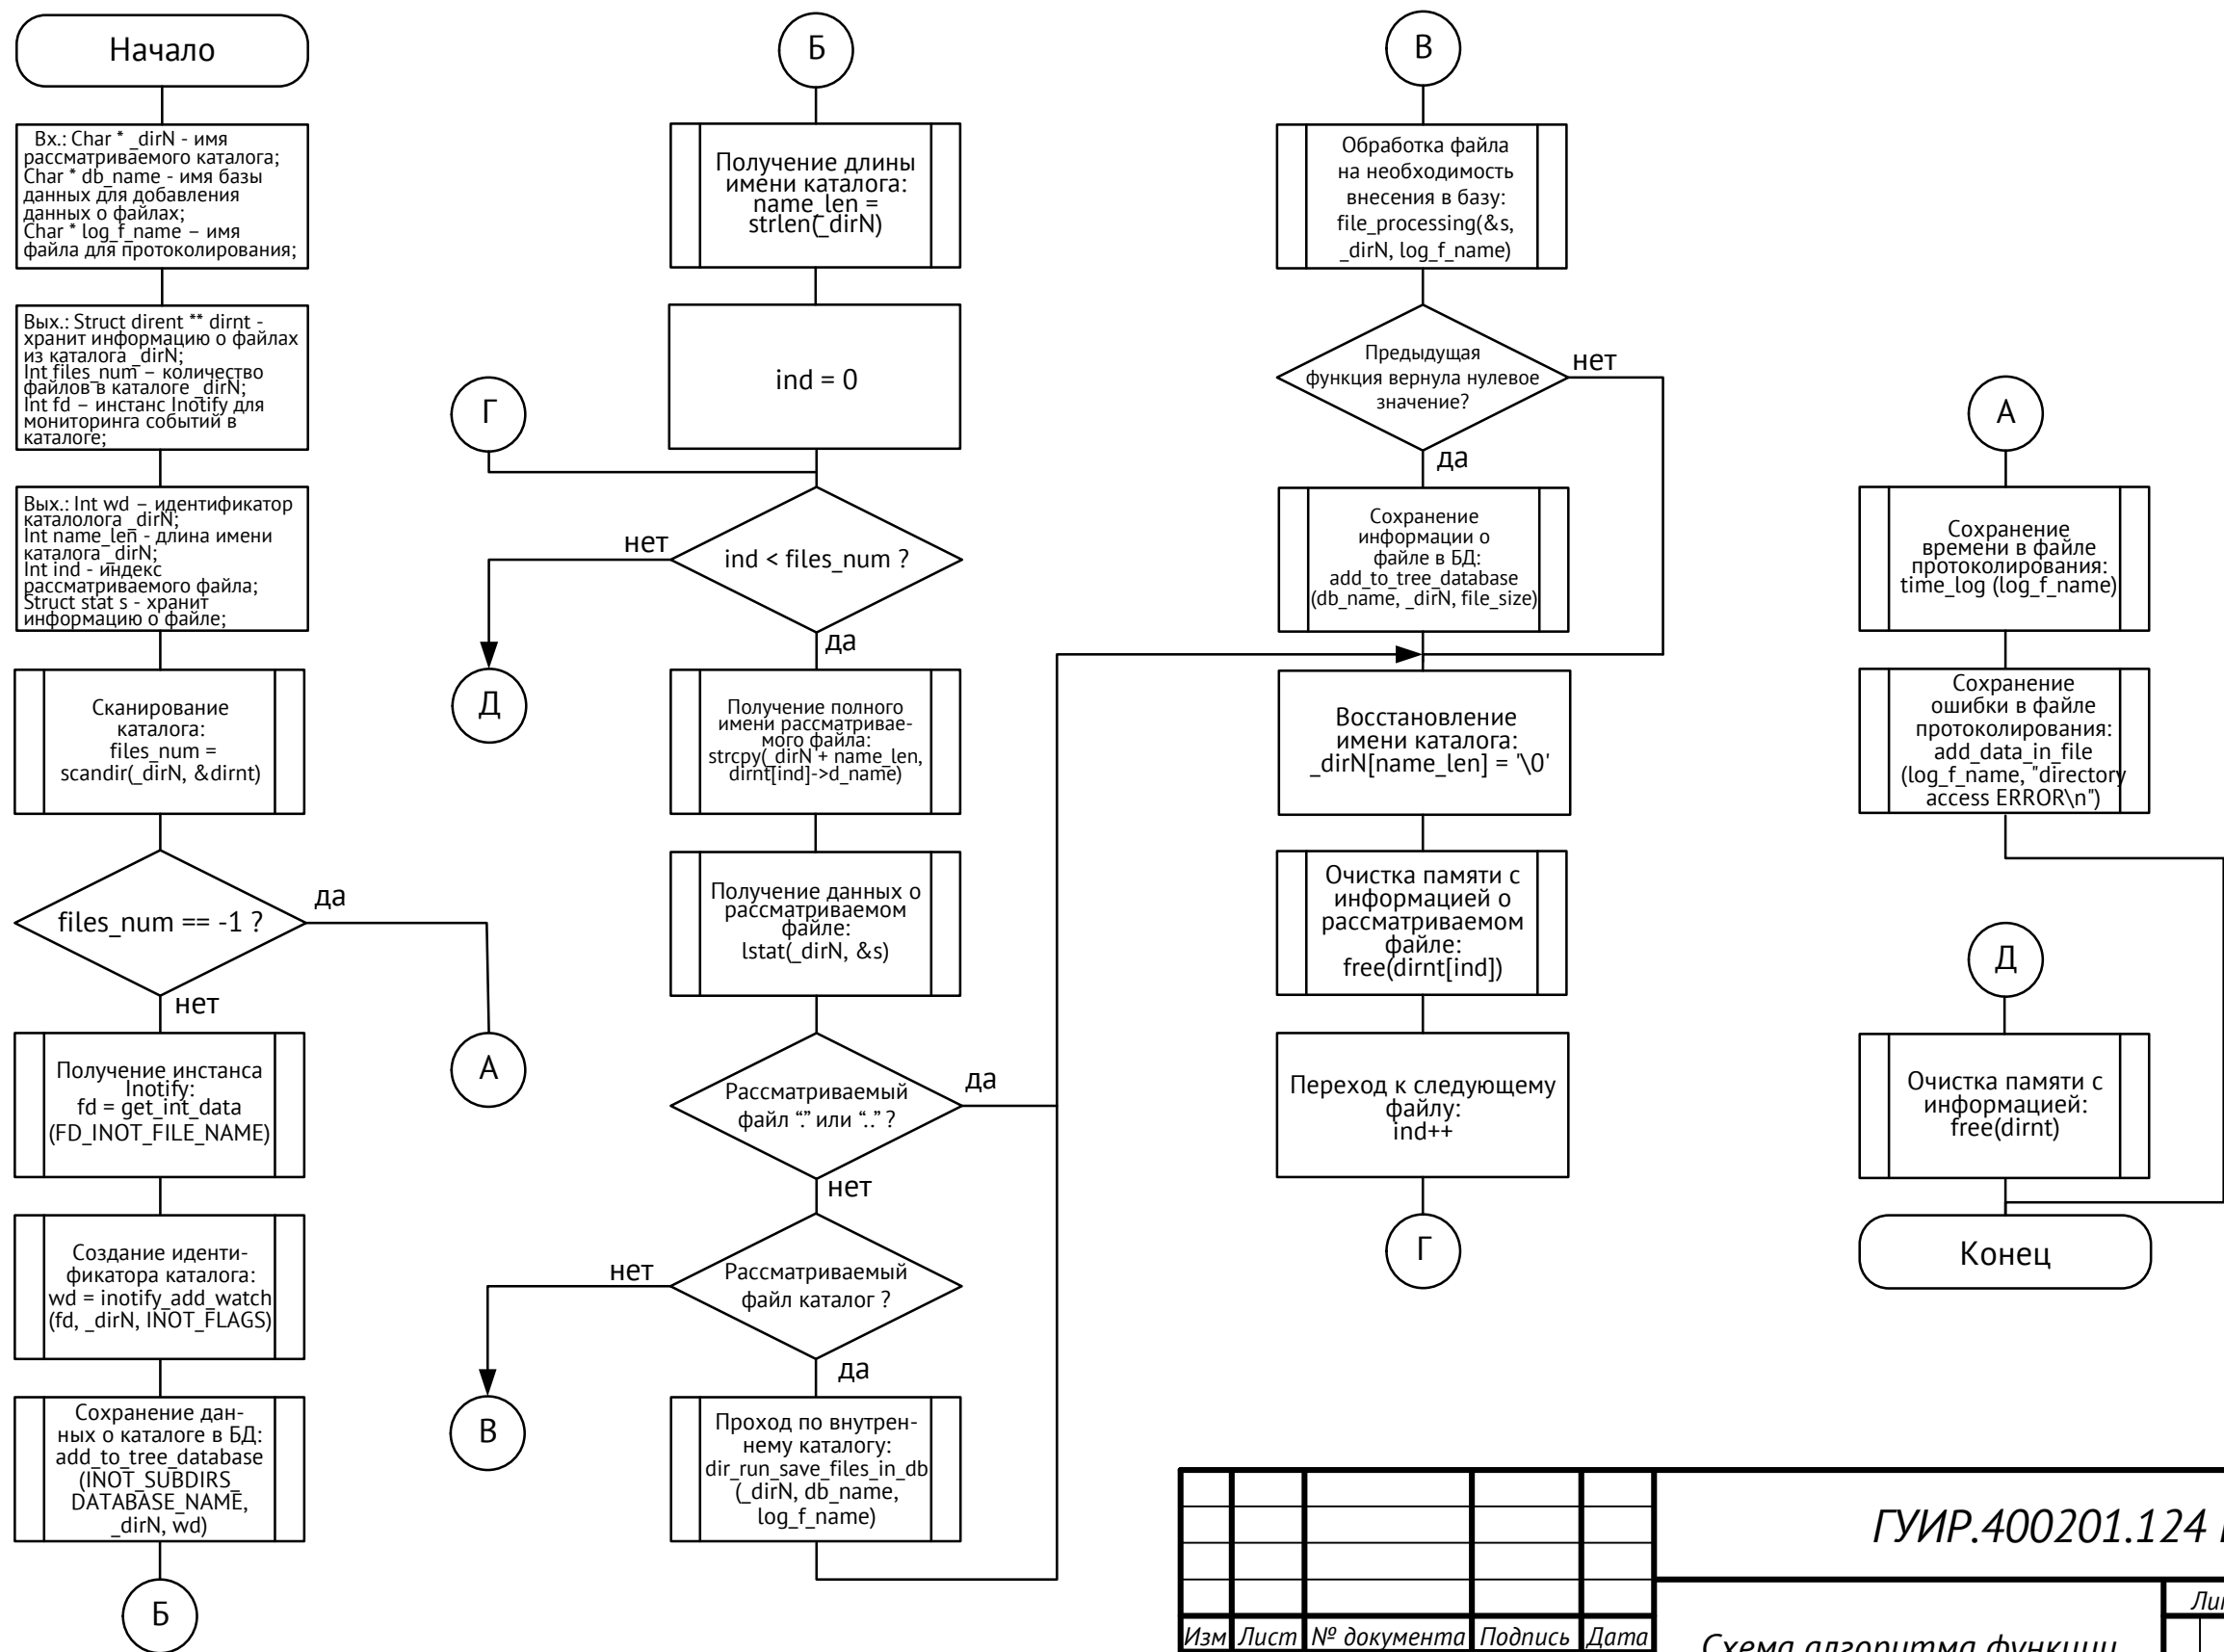 Начало
Вх.: Char * _dirN - имя
рассматриваемого каталога;
Char * db_name - имя базы
данных для добавления
данных о файлах;
Char * log_f_name – имя
файла для протоколирования;
Вых.: Struct dirent ** dirnt -
хранит информацию о файлах
из каталога _dirN;
Int files_num – количество
файлов в каталоге _dirN;
Int fd – инстанс Inotify для
мониторинга событий в
каталоге;
Вых.: Int wd – идентификатор
каталолога _dirN;
Int name_len - длина имени
каталога _dirN;
Int ind - индекс
рассматриваемого файла;
Struct stat s - хранит
информацию о файле;
Сканирование
каталога:
files_num =
scandir(_dirN, &dirnt)
files_num == -1 ?
да
нет
А
Получение инстанса
Inotify:
fd = get_int_data
(FD_INOT_FILE_NAME)
Создание иденти-
фикатора каталога:
wd = inotify_add_watch
(fd, _dirN, INOT_FLAGS)
Сохранение дан-
ных о каталоге в БД:
add_to_tree_database
(INOT_SUBDIRS_
DATABASE_NAME,
_dirN, wd)
Б
Б
Получение длины
имени каталога:
name_len =
strlen(_dirN)
ind = 0
Г
ind < files_num ?
нет
да
Д
Получение полного
имени рассматривае-
мого файла:
strcpy(_dirN + name_len,
dirnt[ind]->d_name)
Получение данных о
рассматриваемом
файле:
lstat(_dirN, &s)
Рассматриваемый
файл “.” или “..” ?
да
нет
Рассматриваемый
файл каталог ?
нет
да
В
Проход по внутрен-
нему каталогу:
dir_run_save_files_in_db
(_dirN, db_name,
log_f_name)
В
Обработка файла
на необходимость
внесения в базу:
file_processing(&s,
_dirN, log_f_name)
Предыдущая
функция вернула нулевое
значение?
нет
да
Сохранение
информации о
файле в БД:
add_to_tree_database
(db_name, _dirN, file_size)
Восстановление
имени каталога:
_dirN[name_len] = '\0'
Очистка памяти с
информацией о
рассматриваемом
файле:
free(dirnt[ind])
Переход к следующему
файлу:
ind++
Г
А
Сохранение
времени в файле
протоколирования:
time_log (log_f_name)
Сохранение
ошибки в файле
протоколирования:
add_data_in_file
(log_f_name, "directory
access ERROR\n")
Д
Очистка памяти с
информацией:
free(dirnt)
Конец
ГУИР.400201.124
Изм Лист № документа Подпись Дата
Схема алгоритма функции